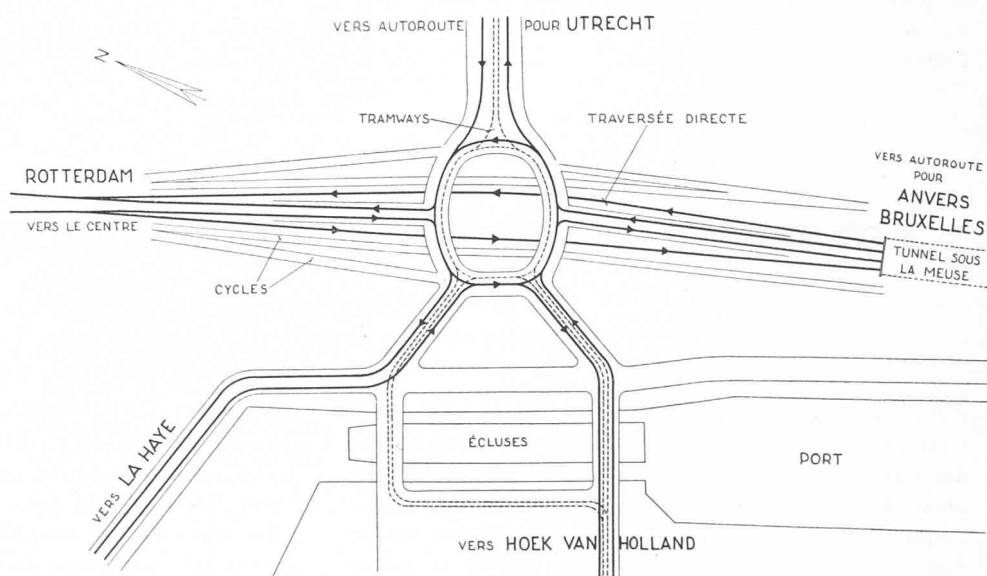 VERS AUTOROUTE POUR UTRECHT
N
TRAMWAYS
TRAVERSÉE DIRECTE
ROTTERDAM
VERS AUTOROUTE
POUR
ANVERS
BRUXELLES
VERS LE CENTRE
TUNNEL SOUS
LA MEUSE
CYCLES
VERS LA HAYE
ÉCLUSES
PORT
VERS HOEK VAN HOLLAND